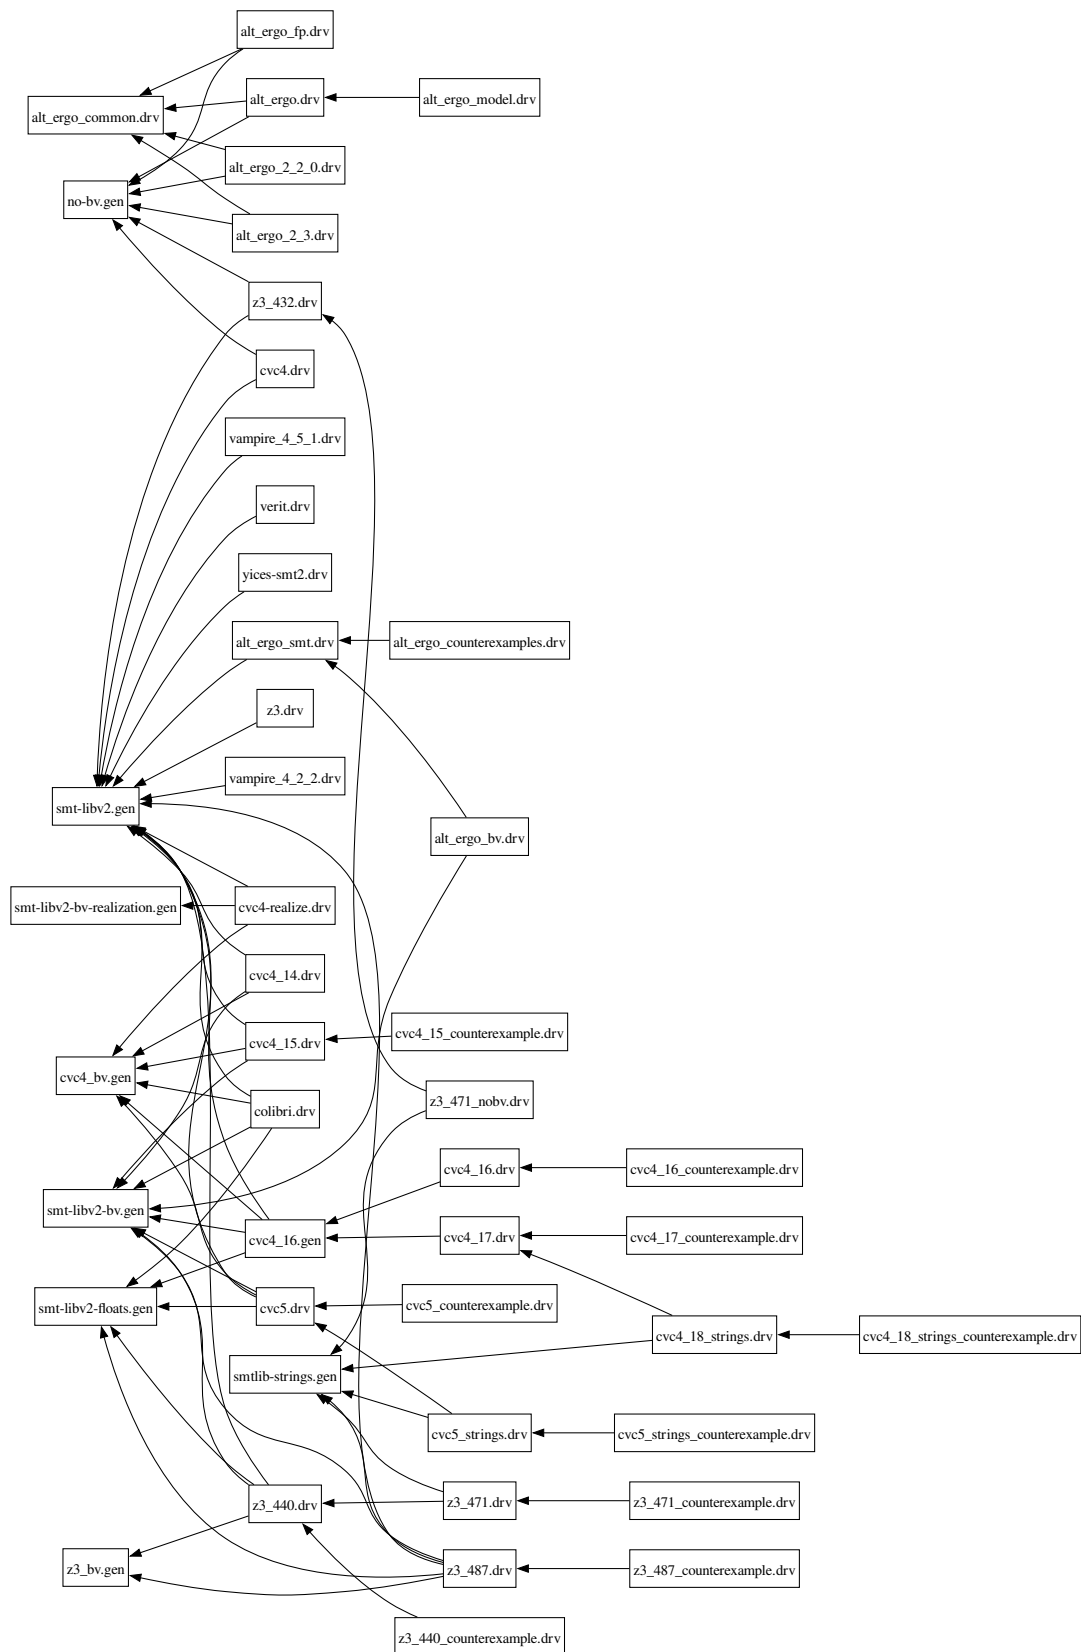 alt_ergo_fp.drv
alt_ergo.drv
alt_ergo_model.drv
alt_ergo_common.drv
alt_ergo_2_2_0.drv
no-bv.gen
alt_ergo_2_3.drv
z3_432.drv
cvc4.drv
vampire_4_5_1.drv
verit.drv
yices-smt2.drv
alt_ergo_smt.drv
alt_ergo_counterexamples.drv
z3.drv
vampire_4_2_2.drv
smt-libv2.gen
alt_ergo_bv.drv
smt-libv2-bv-realization.gen
cvc4-realize.drv
cvc4_14.drv
cvc4_15_counterexample.drv
cvc4_15.drv
cvc4_bv.gen
z3_471_nobv.drv
colibri.drv
cvc4_16.drv
cvc4_16_counterexample.drv
smt-libv2-bv.gen
cvc4_16.gen
cvc4_17.drv
cvc4_17_counterexample.drv
smt-libv2-floats.gen
cvc5.drv
cvc5_counterexample.drv
cvc4_18_strings.drv
cvc4_18_strings_counterexample.drv
smtlib-strings.gen
cvc5_strings.drv
cvc5_strings_counterexample.drv
z3_440.drv
z3_471.drv
z3_471_counterexample.drv
z3_bv.gen
z3_487.drv
z3_487_counterexample.drv
z3_440_counterexample.drv